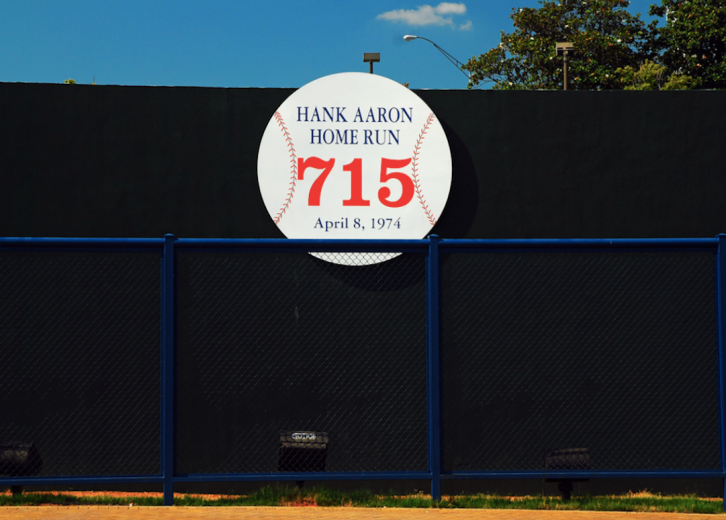 HANK AARON
HOME RUN
715
April 8, 1974